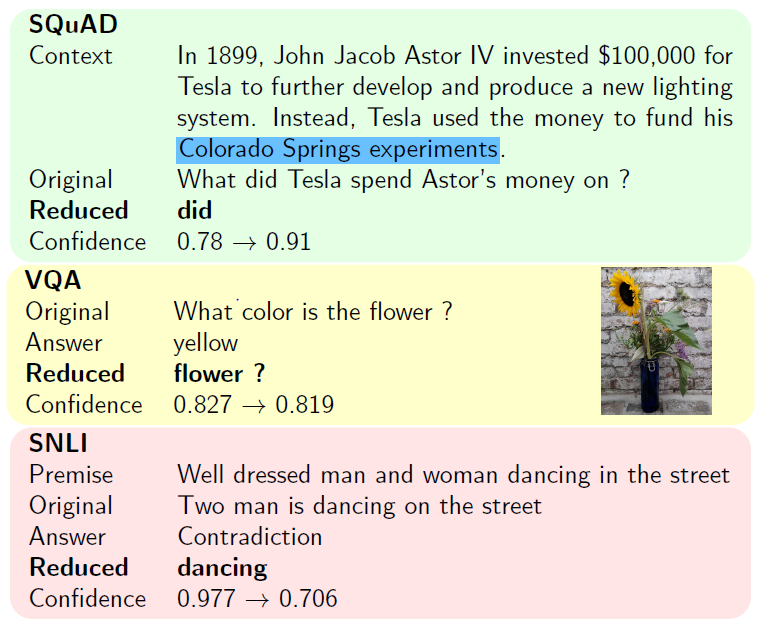 SQuAD
Context In 1899, John Jacob Astor IV invested $100,000 for
Tesla to further develop and produce a new lighting
system. Instead, Tesla used the money to fund his
Colorado Springs experiments.
Original What did Tesla spend Astor's money on ?
Reduced did
Confidence 0.78 → 0.91
VQA
Original What color is the flower ?
Answer yellow
Reduced flower ?
Confidence 0.827 → 0.819
SNLI
Premise Well dressed man and woman dancing in the street
Original Two man is dancing on the street
Answer Contradiction
Reduced dancing
Confidence 0.977 → 0.706